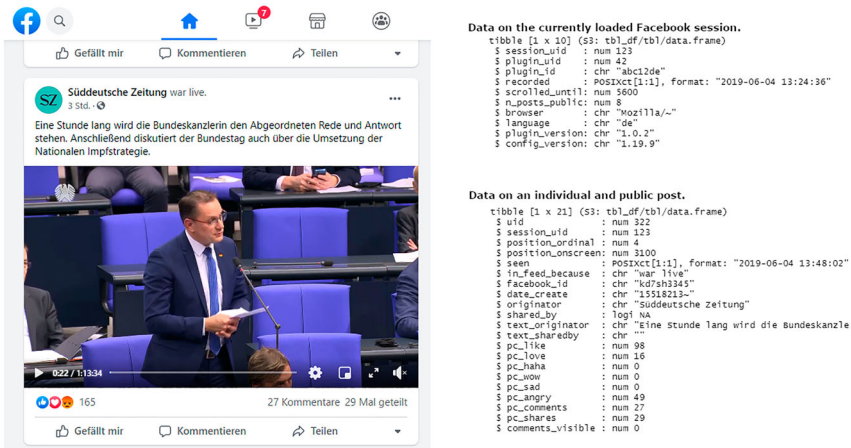 7
Gefällt mir
Kommentieren
Teilen
SZ
Süddeutsche Zeitung war live.
3 Std. ·
Eine Stunde lang wird die Bundeskanzlerin den Abgeordneten Rede und Antwort
stehen. Anschließend diskutiert der Bundestag auch über die Umsetzung der
Nationalen Impfstrategie.
0:22 / 1:13:34
165
27 Kommentare 29 Mal geteilt
Gefällt mir
Kommentieren
Teilen
Data on the currently loaded Facebook session.
tibble [1 x 10] (S3: tbl_df/tbl/data.frame)
$ session_uid : num 123
$ plugin_uid : num 42
$ plugin_id : chr "abc12de"
$ recorded : POSIXct[1:1], format: "2019-06-04 13:24:36"
$ scrolled_until: num 5600
$ n_posts_public: num 8
$ browser : chr "Mozilla/~"
$ language : chr "de"
$ plugin_version: chr "1.0.2"
$ config_version: chr "1.19.9"
Data on an individual and public post.
tibble [1 x 21] (S3: tbl_df/tbl/data.frame)
$ uid : num 322
$ session_uid : num 123
$ position_ordinal : num 4
$ position_onscreen: num 3100
$ seen : POSIXct[1:1], format: "2019-06-04 13:48:02"
$ in_feed_because : chr "war live"
$ facebook_id : chr "kd7sh3345"
$ date_create : chr "15518213~"
$ originator : chr "Süddeutsche Zeitung"
$ shared_by : logi NA
$ text_originator : chr "Eine Stunde lang wird die Bundeskanzle
$ text_sharedby : chr ""
$ pc_like : num 98
$ pc_love : num 16
$ pc_haha : num 0
$ pc_wow : num 0
$ pc_sad : num 0
$ pc_angry : num 49
$ pc_comments : num 27
$ pc_shares : num 29
$ comments_visible : num 0